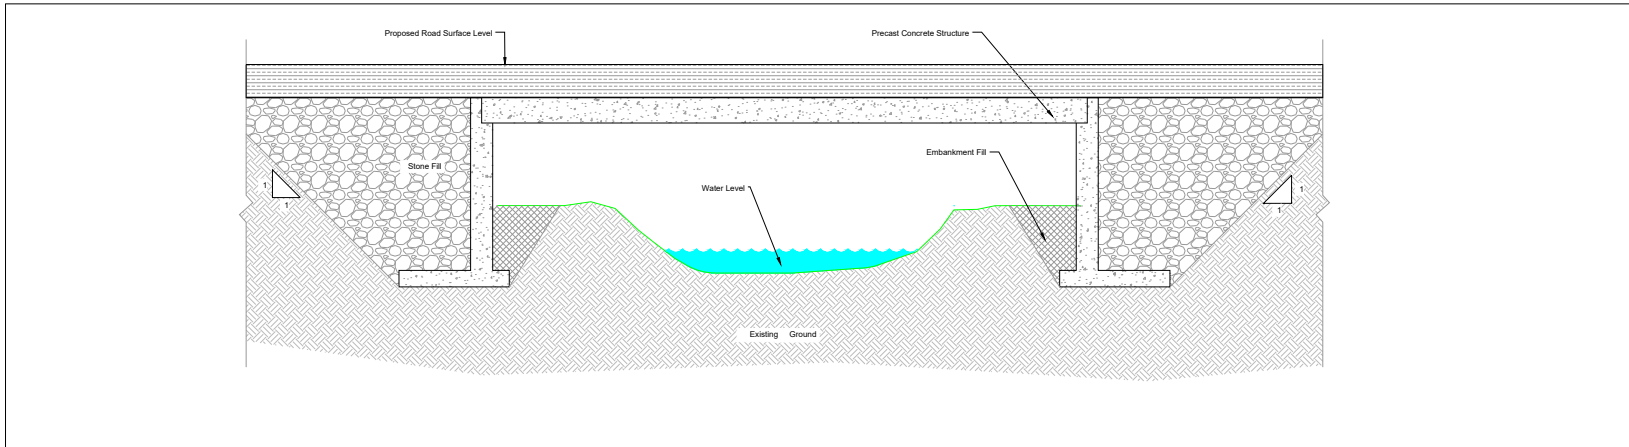 Proposed Road Surface Level
Precast Concrete Structure
Embankment Fill
Stone Fill
1
1
Water Level
1
1
Existing Ground